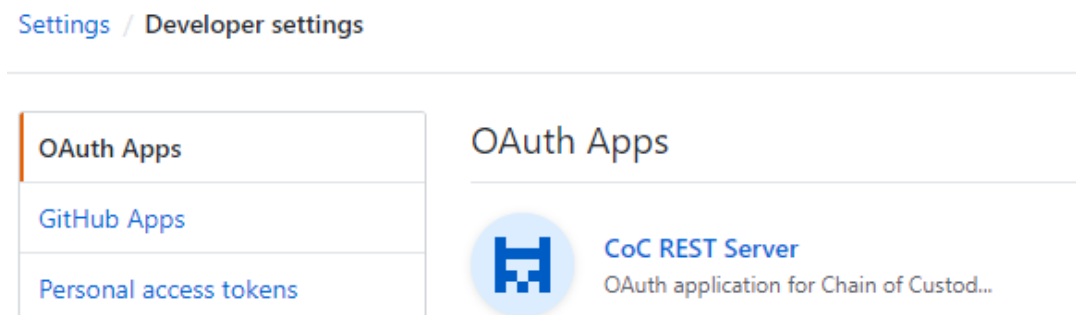 Settings / Developer settings
OAuth Apps
GitHub Apps
Personal access tokens
OAuth Apps
CoC REST Server
OAuth application for Chain of Custod...